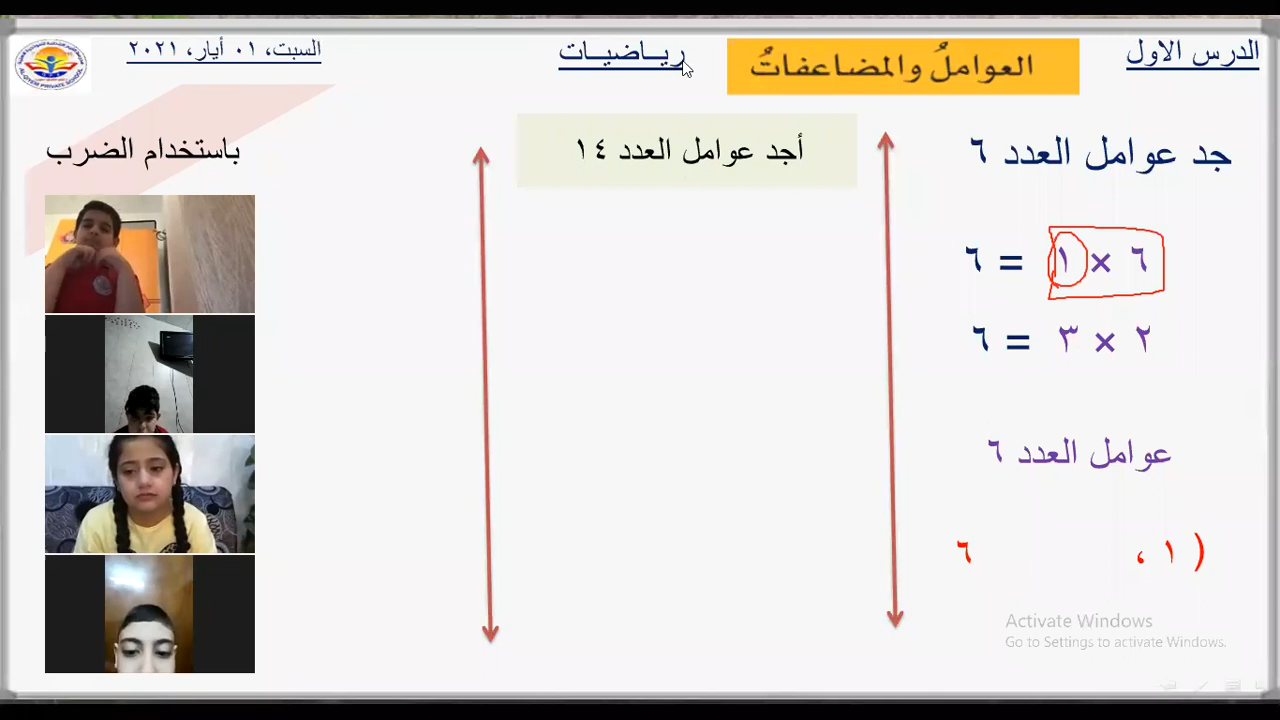 الدرس الاول
العواملُ والمضاعفاتُ
ريـاضيـات
السبت، ٠١ أيار، ٢٠٢١
جد عوامل العدد ٦
٦ × ١ = ٦
٢ × ٣ = ٦
عوامل العدد ٦
( ١ ، ٦
أجد عوامل العدد ١٤
باستخدام الضرب
Activate Windows
Go to Settings to activate Windows.